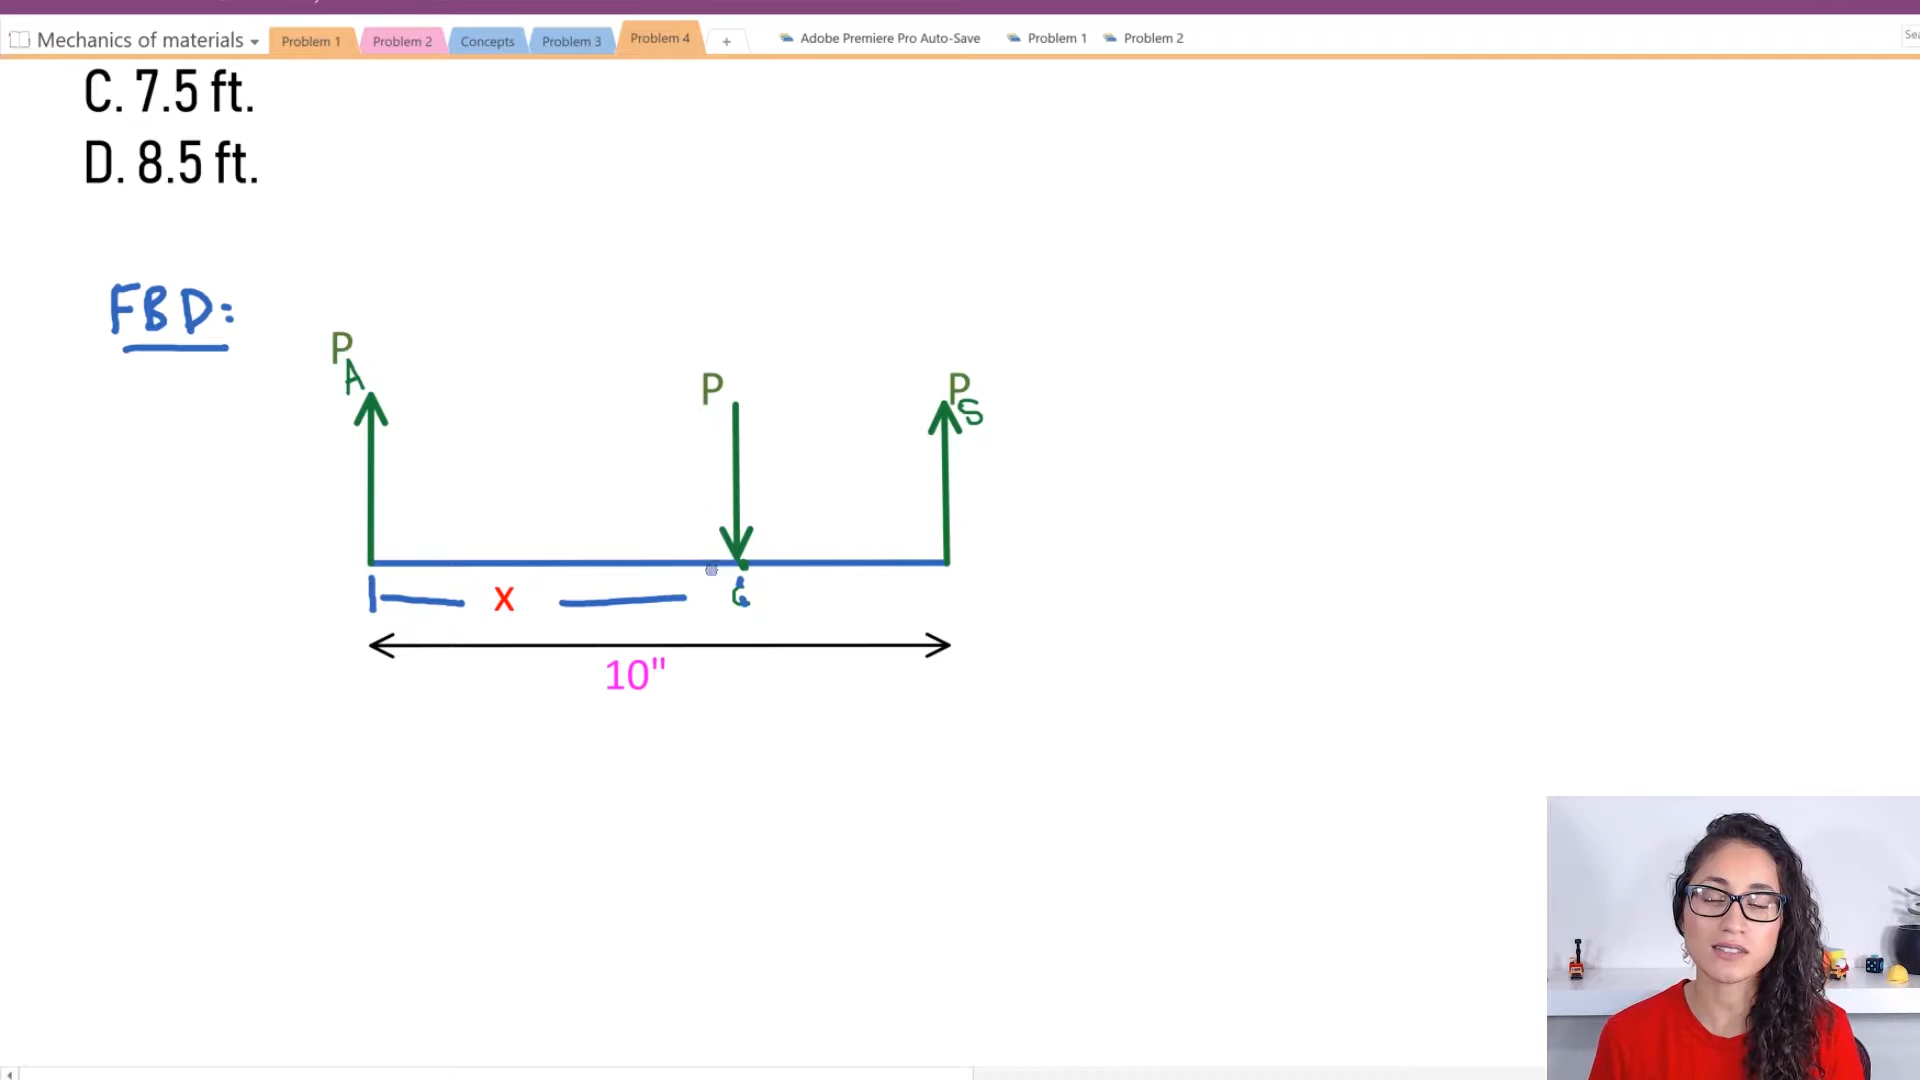 Mechanics of materials Problem 1 Problem 2 Concepts Problem 3 Problem 4 + Adobe Premiere Pro Auto-Save Problem 1 Problem 2
C. 7.5 ft.
D. 8.5 ft.
FBD:
PA P PS
x
10"